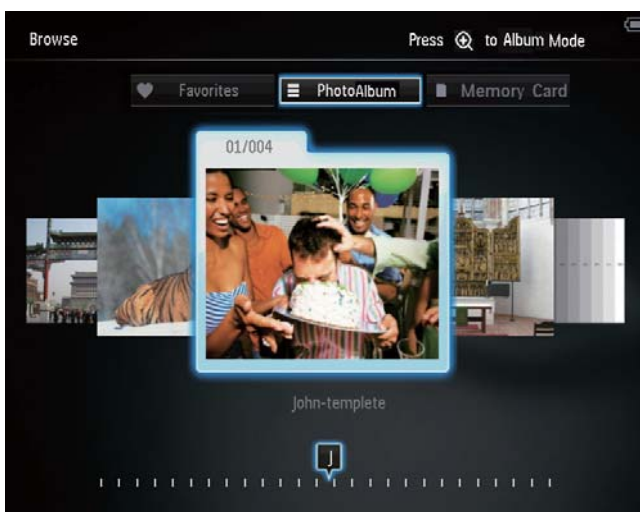 Browse
Press to Album Mode
Favorites
PhotoAlbum
Memory Card
01/004
John-templete
J